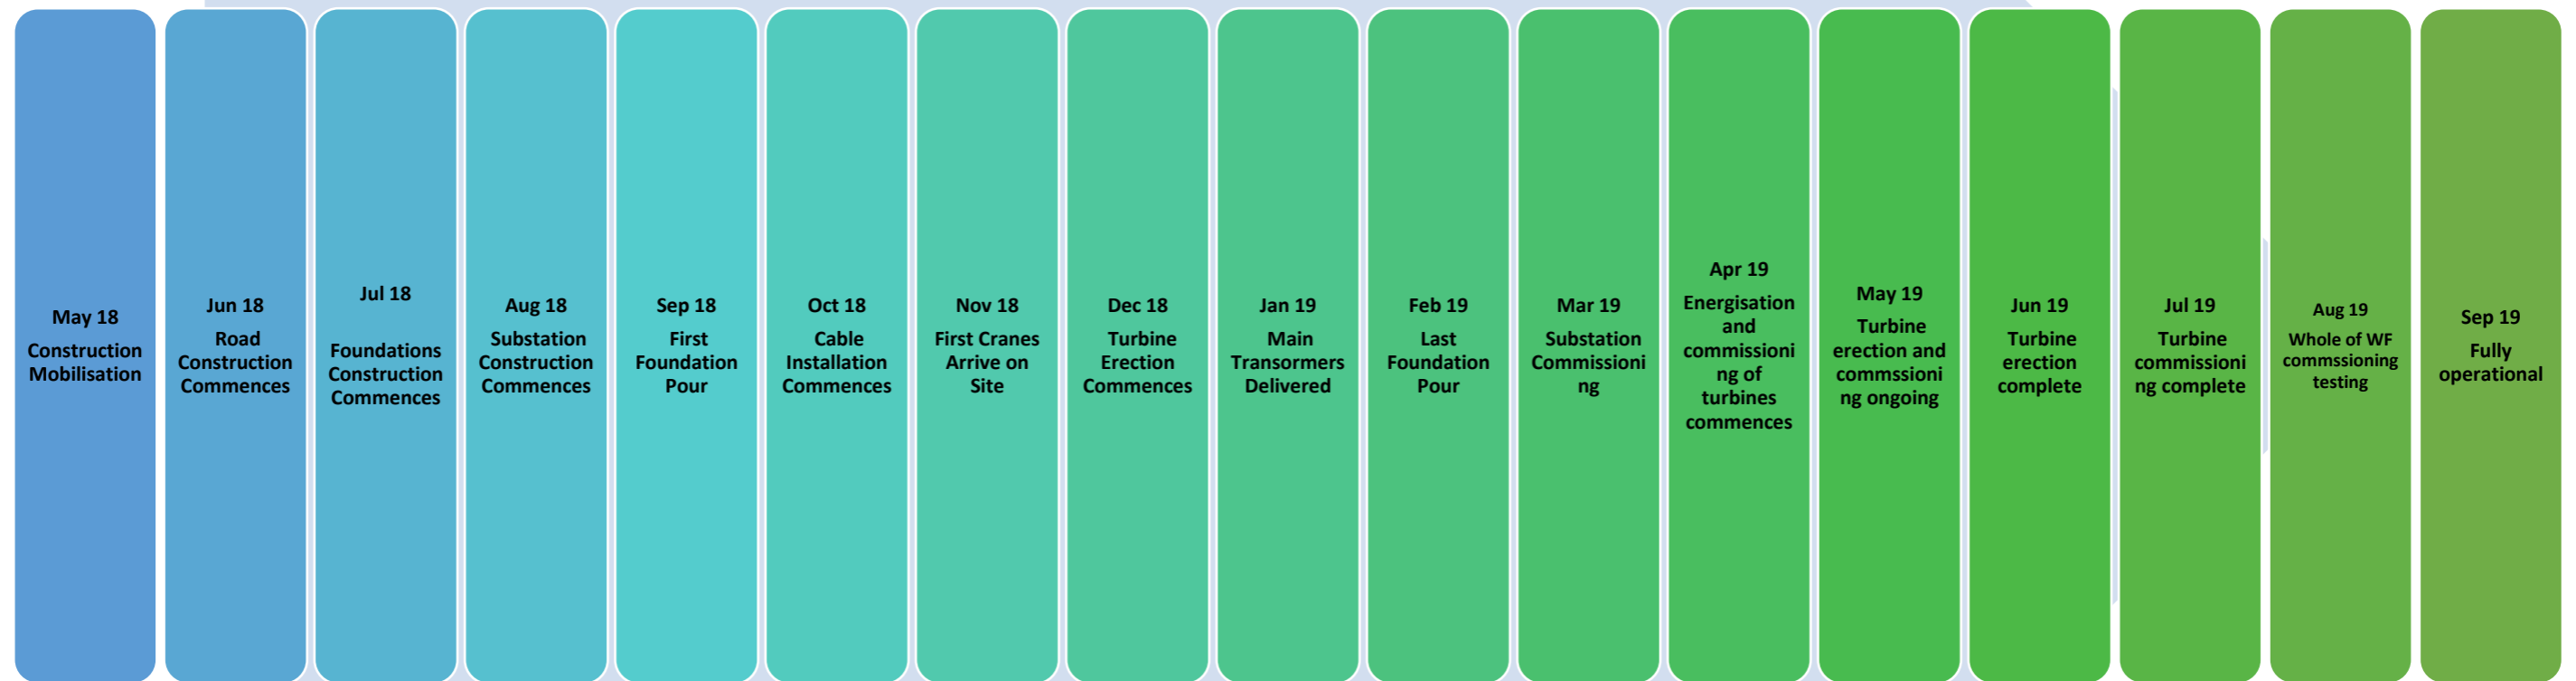 May 18
Construction
Mobilisation
Jun 18
Road
Construction
Commences
Jul 18
Foundations
Construction
Commences
Aug 18
Substation
Construction
Commences
Sep 18
First
Foundation
Pour
Oct 18
Cable
Installation
Commences
Nov 18
First Cranes
Arrive on
Site
Dec 18
Turbine
Erection
Commences
Jan 19
Main
Transormers
Delivered
Feb 19
Last
Foundation
Pour
Mar 19
Substation
Commissioni
ng
Apr 19
Energisation
and
commissioni
ng of
turbines
commences
May 19
Turbine
erection and
commssioni
ng ongoing
Jun 19
Turbine
erection
complete
Jul 19
Turbine
commissioni
ng complete
Aug 19
Whole of WF
commssioning
testing
Sep 19
Fully
operational